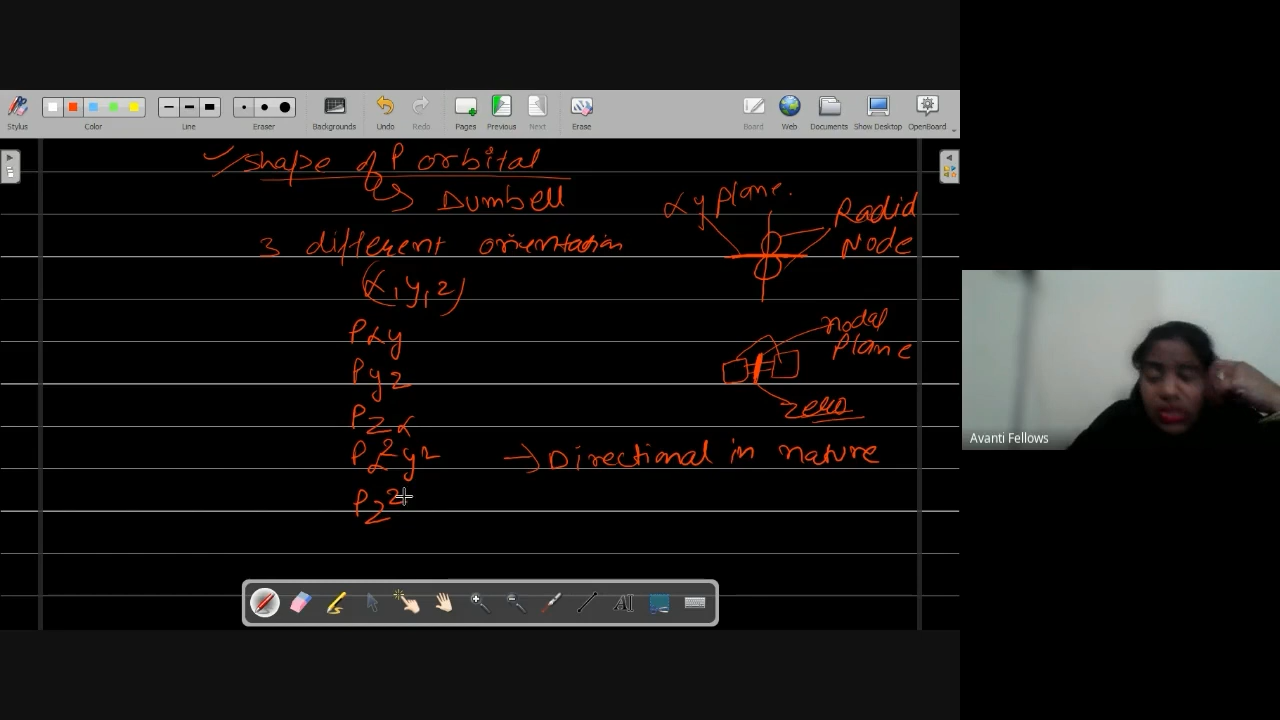 Stylus
Color
Line
Eraser
Backgrounds
Undo
Redo
Pages
Previous
Next
Erase
Board
Web
Documents
Show Desktop
OpenBoard
shape of P orbital
Dumbell
3 different orientation
(x, y, z)
Pxy
Pyz
Pzx
Px²y²
Pz²
xy plane.
Radid
Node
nodal
plane
zero
→ Directional in nature
Avanti Fellows
AI